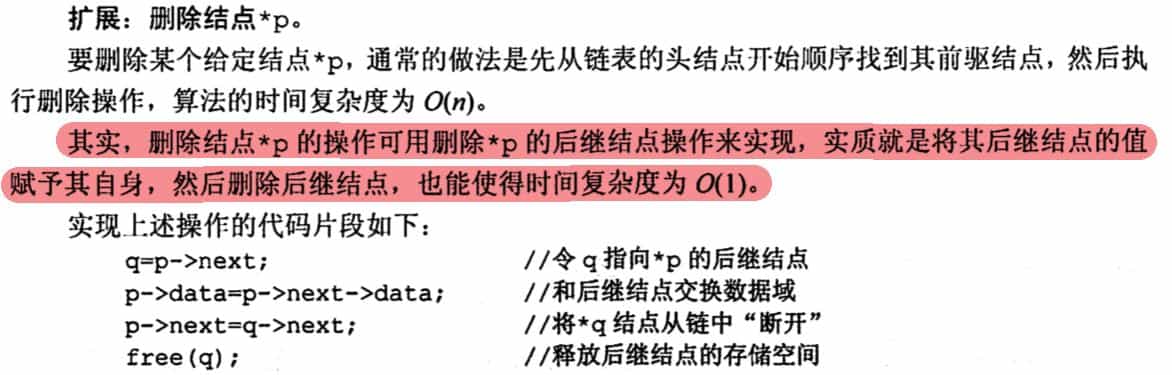 扩展：删除结点*p。
要删除某个给定结点*p，通常的做法是先从链表的头结点开始顺序找到其前驱结点，然后执
行删除操作，算法的时间复杂度为 O(n)。
其实，删除结点*p 的操作可用删除*p 的后继结点操作来实现，实质就是将其后继结点的值
赋予其自身，然后删除后继结点，也能使得时间复杂度为 O(1)。
实现上述操作的代码片段如下：
q=p->next; //令 q 指向*p 的后继结点
p->data=p->next->data; //和后继结点交换数据域
p->next=q->next; //将*q 结点从链中“断开”
free(q); //释放后继结点的存储空间